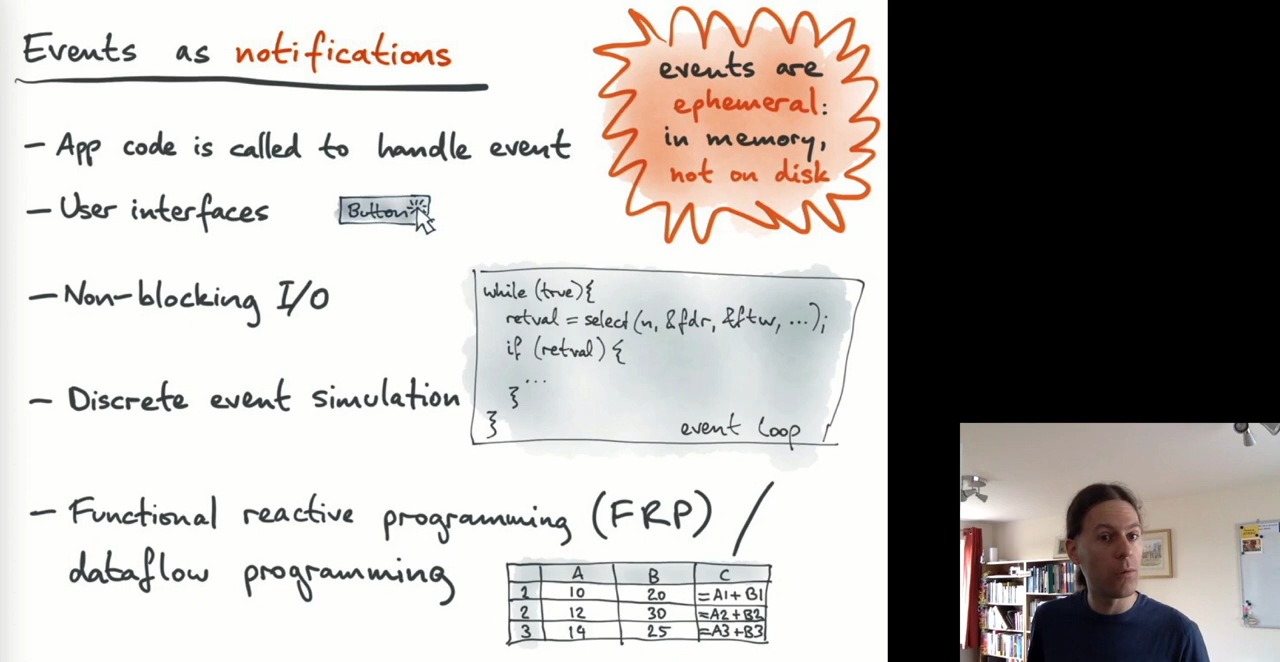 Events as notifications
events are
ephemeral:
in memory,
not on disk
- App code is called to handle event
- User interfaces
Button
- Non-blocking I/O
while (true) {
retval = select(n, &fdr, &ftw, ...);
if (retval) {
...
}
}
event loop
- Discrete event simulation
- Functional reactive programming (FRP) /
dataflow programming
A B C
1 10 20 =A1+B1
2 12 30 =A2+B2
3 14 25 =A3+B3